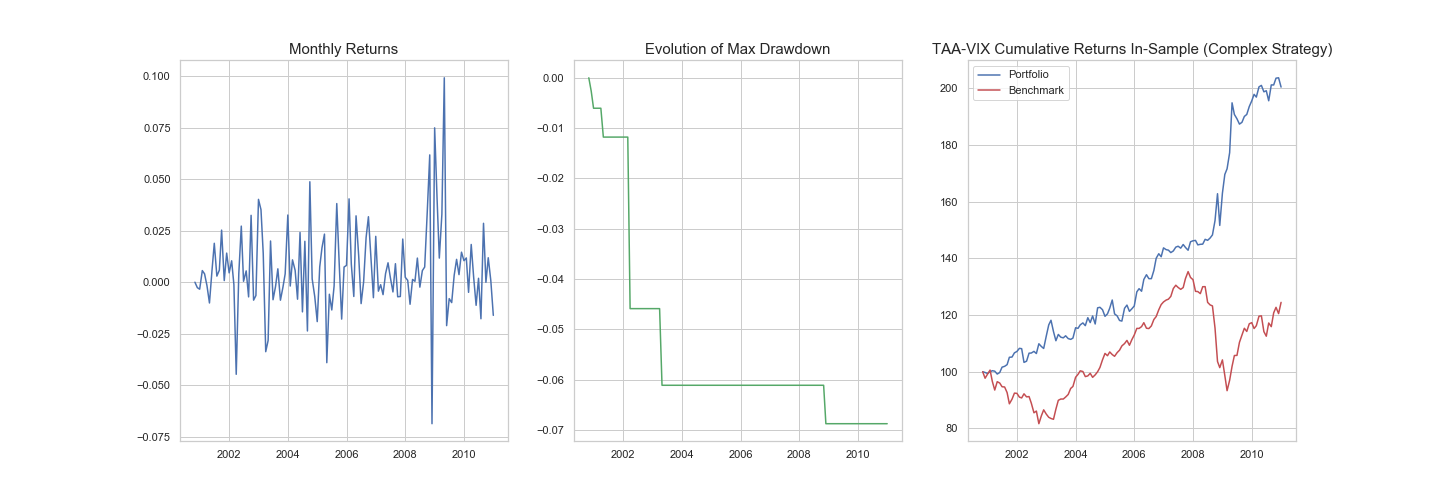 Monthly Returns
0.100
0.075
0.050
0.025
0.000
−0.025
−0.050
−0.075
2002 2004 2006 2008 2010
Evolution of Max Drawdown
0.00
−0.01
−0.02
−0.03
−0.04
−0.05
−0.06
−0.07
2002 2004 2006 2008 2010
TAA-VIX Cumulative Returns In-Sample (Complex Strategy)
Portfolio
Benchmark
200
180
160
140
120
100
80
2002 2004 2006 2008 2010